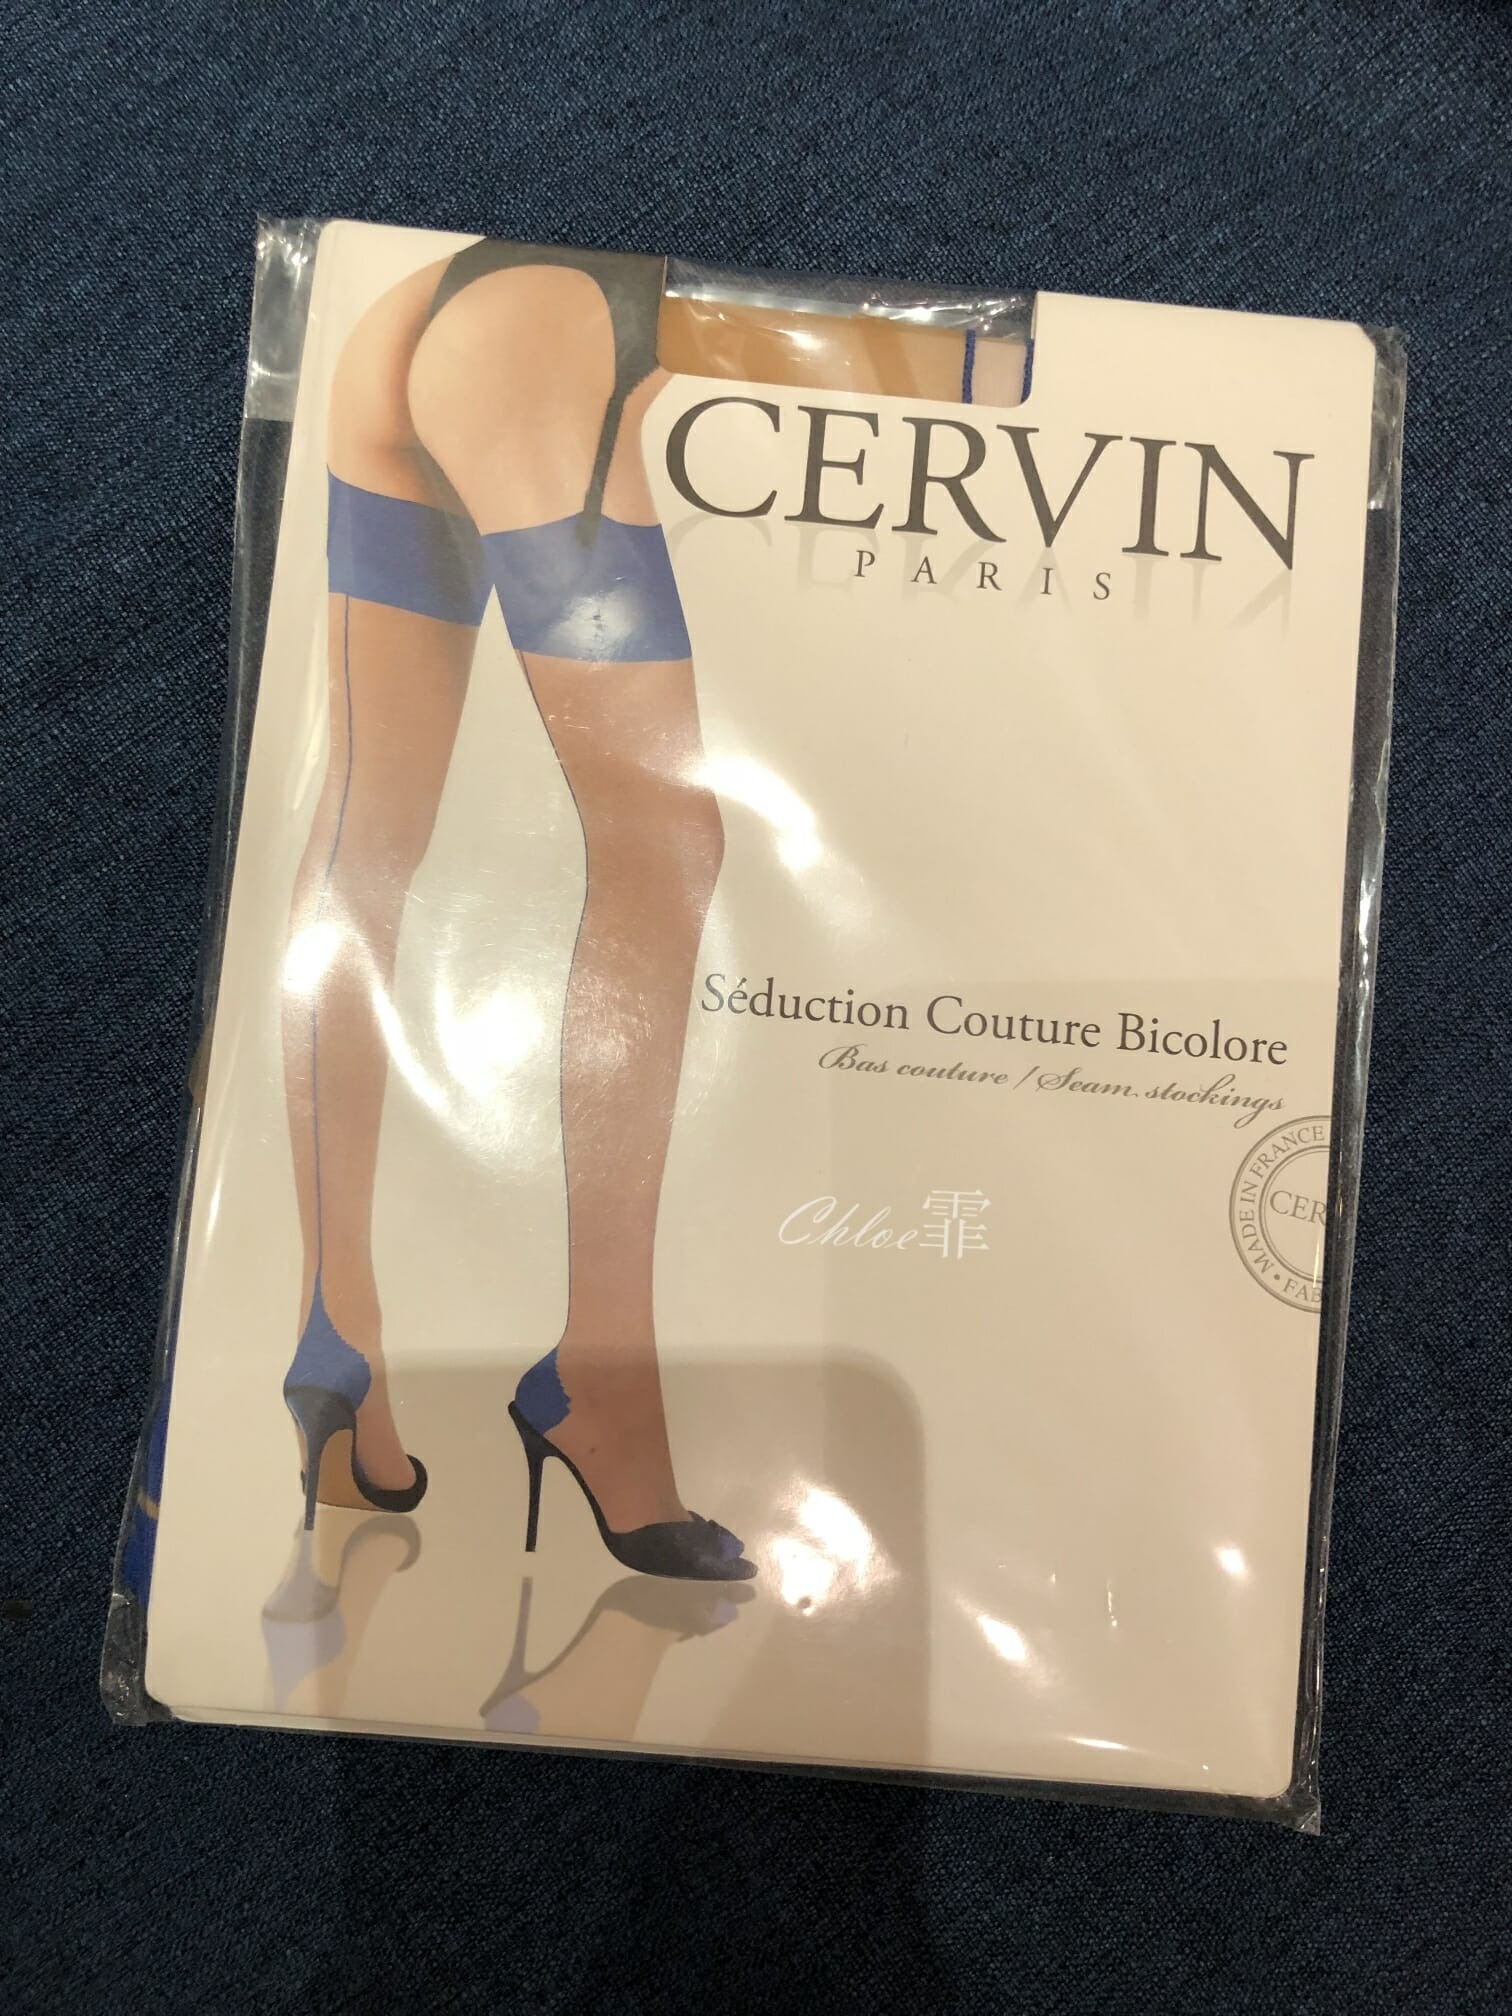 CERVIN
PARIS
Séduction Couture Bicolore
Bas couture / Seam stockings
MADE IN FRANCE
CER
• FAB
Chloe霏